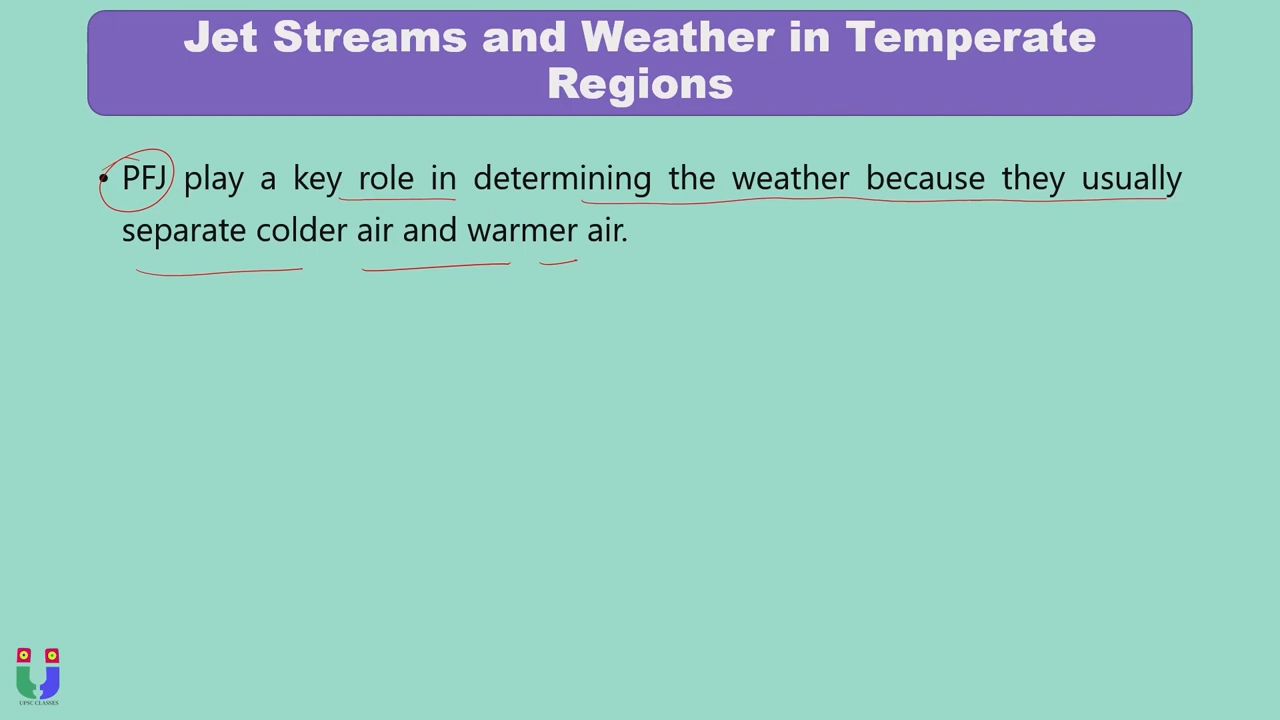 Jet Streams and Weather in Temperate
Regions
• PFJ play a key role in determining the weather because they usually
separate colder air and warmer air.
UPSC CLASSES